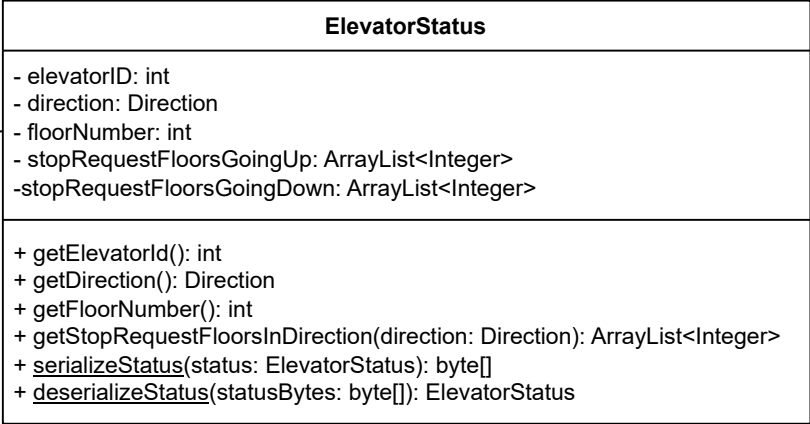 ElevatorStatus
- elevatorID: int
- direction: Direction
- floorNumber: int
- stopRequestFloorsGoingUp: ArrayList<Integer>
-stopRequestFloorsGoingDown: ArrayList<Integer>
+ getElevatorId(): int
+ getDirection(): Direction
+ getFloorNumber(): int
+ getStopRequestFloorsInDirection(direction: Direction): ArrayList<Integer>
+ serializeStatus(status: ElevatorStatus): byte[]
+ deserializeStatus(statusBytes: byte[]): ElevatorStatus